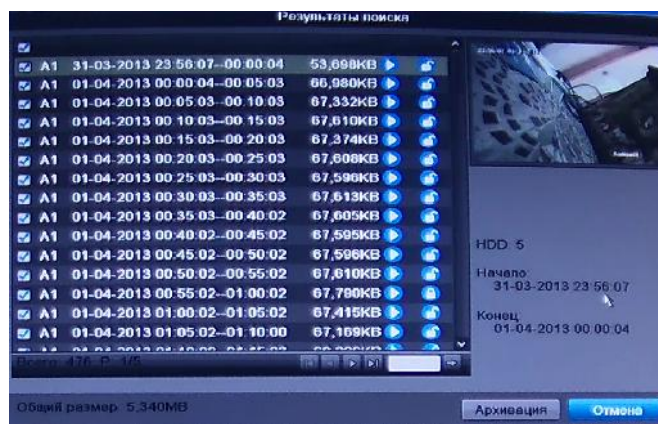 Результаты поиска
A1 31-03-2013 23:56:07--00:00:04 53,698KB
A1 01-04-2013 00:00:04--00:05:03 66,980KB
A1 01-04-2013 00:05:03--00:10:03 67,332KB
A1 01-04-2013 00:10:03--00:15:03 67,610KB
A1 01-04-2013 00:15:03--00:20:03 67,374KB
A1 01-04-2013 00:20:03--00:25:03 67,608KB
A1 01-04-2013 00:25:03--00:30:03 67,596KB
A1 01-04-2013 00:30:03--00:35:03 67,613KB
A1 01-04-2013 00:35:03--00:40:02 67,605KB
A1 01-04-2013 00:40:02--00:45:02 67,595KB
A1 01-04-2013 00:45:02--00:50:02 67,596KB
A1 01-04-2013 00:50:02--00:55:02 67,610KB
A1 01-04-2013 00:55:02--01:00:02 67,790KB
A1 01-04-2013 01:00:02--01:05:02 67,415KB
A1 01-04-2013 01:05:02--01:10:00 67,169KB
Всего: 476 P: 1/5
HDD: 5
Начало:
31-03-2013 23:56:07
Конец:
01-04-2013 00:00:04
Общий размер: 5,340MB
Архивация
Отмена